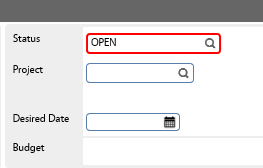 Status OPEN
Project
Desired Date
Budget